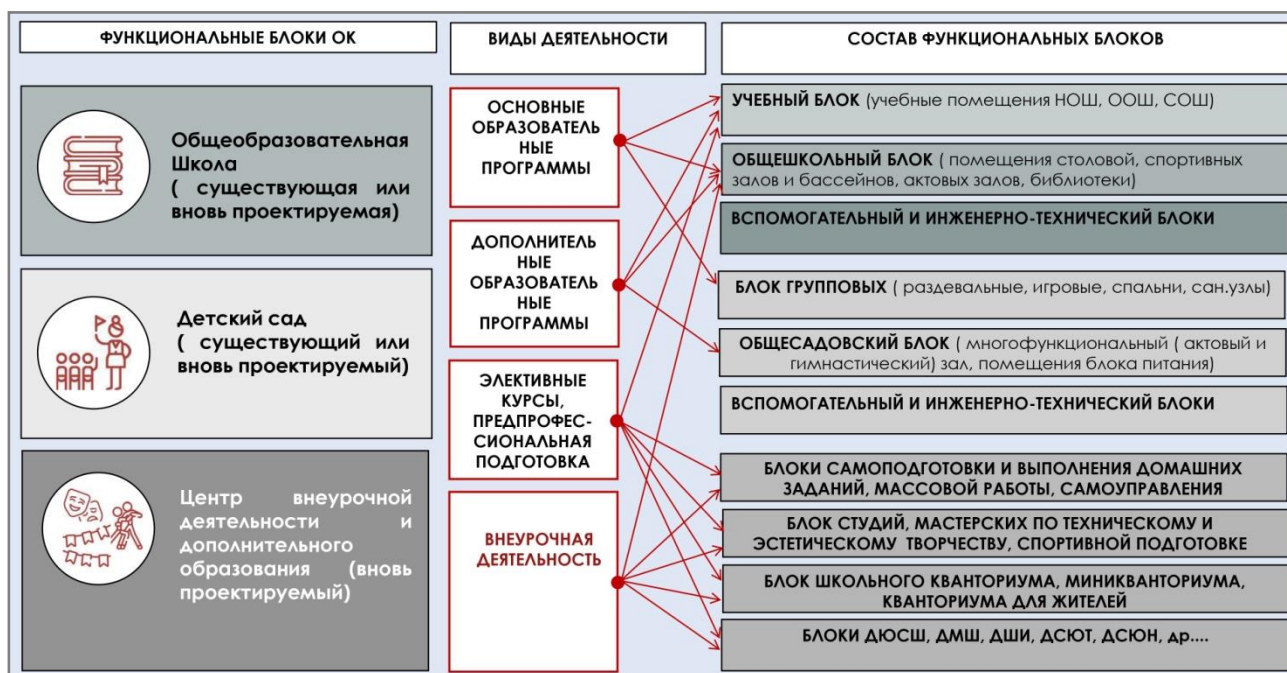 ФУНКЦИОНАЛЬНЫЕ БЛОКИ ОК
ВИДЫ ДЕЯТЕЛЬНОСТИ
СОСТАВ ФУНКЦИОНАЛЬНЫХ БЛОКОВ
Общеобразовательная
Школа
( существующая или
вновь проектируемая)
Детский сад
( существующий или
вновь проектируемый)
Центр внеурочной
деятельности и
дополнительного
образования (вновь
проектируемый)
ОСНОВНЫЕ
ОБРАЗОВАТЕЛЬ
НЫЕ
ПРОГРАММЫ
ДОПОЛНИТЕЛЬ
НЫЕ
ОБРАЗОВАТЕЛЬ
НЫЕ
ПРОГРАММЫ
ЭЛЕКТИВНЫЕ
КУРСЫ,
ПРЕДПРОФЕС-
СИОНАЛЬНАЯ
ПОДГОТОВКА
ВНЕУРОЧНАЯ
ДЕЯТЕЛЬНОСТЬ
УЧЕБНЫЙ БЛОК (учебные помещения НОШ, ООШ, СОШ)
ОБЩЕШКОЛЬНЫЙ БЛОК ( помещения столовой, спортивных
залов и бассейнов, актовых залов, библиотеки)
ВСПОМОГАТЕЛЬНЫЙ И ИНЖЕНЕРНО-ТЕХНИЧЕСКИЙ БЛОКИ
БЛОК ГРУППОВЫХ ( раздевальные, игровые, спальни, сан.узлы)
ОБЩЕСАДОВСКИЙ БЛОК ( многофункциональный ( актовый и
гимнастический) зал, помещения блока питания)
ВСПОМОГАТЕЛЬНЫЙ И ИНЖЕНЕРНО-ТЕХНИЧЕСКИЙ БЛОКИ
БЛОКИ САМОПОДГОТОВКИ И ВЫПОЛНЕНИЯ ДОМАШНИХ
ЗАДАНИЙ, МАССОВОЙ РАБОТЫ, САМОУПРАВЛЕНИЯ
БЛОК СТУДИЙ, МАСТЕРСКИХ ПО ТЕХНИЧЕСКОМУ И
ЭСТЕТИЧЕСКОМУ ТВОРЧЕСТВУ, СПОРТИВНОЙ ПОДГОТОВКЕ
БЛОК ШКОЛЬНОГО КВАНТОРИУМА, МИНИКВАНТОРИУМА,
КВАНТОРИУМА ДЛЯ ЖИТЕЛЕЙ
БЛОКИ ДЮСШ, ДМШ, ДШИ, ДСЮТ, ДСЮН, др....